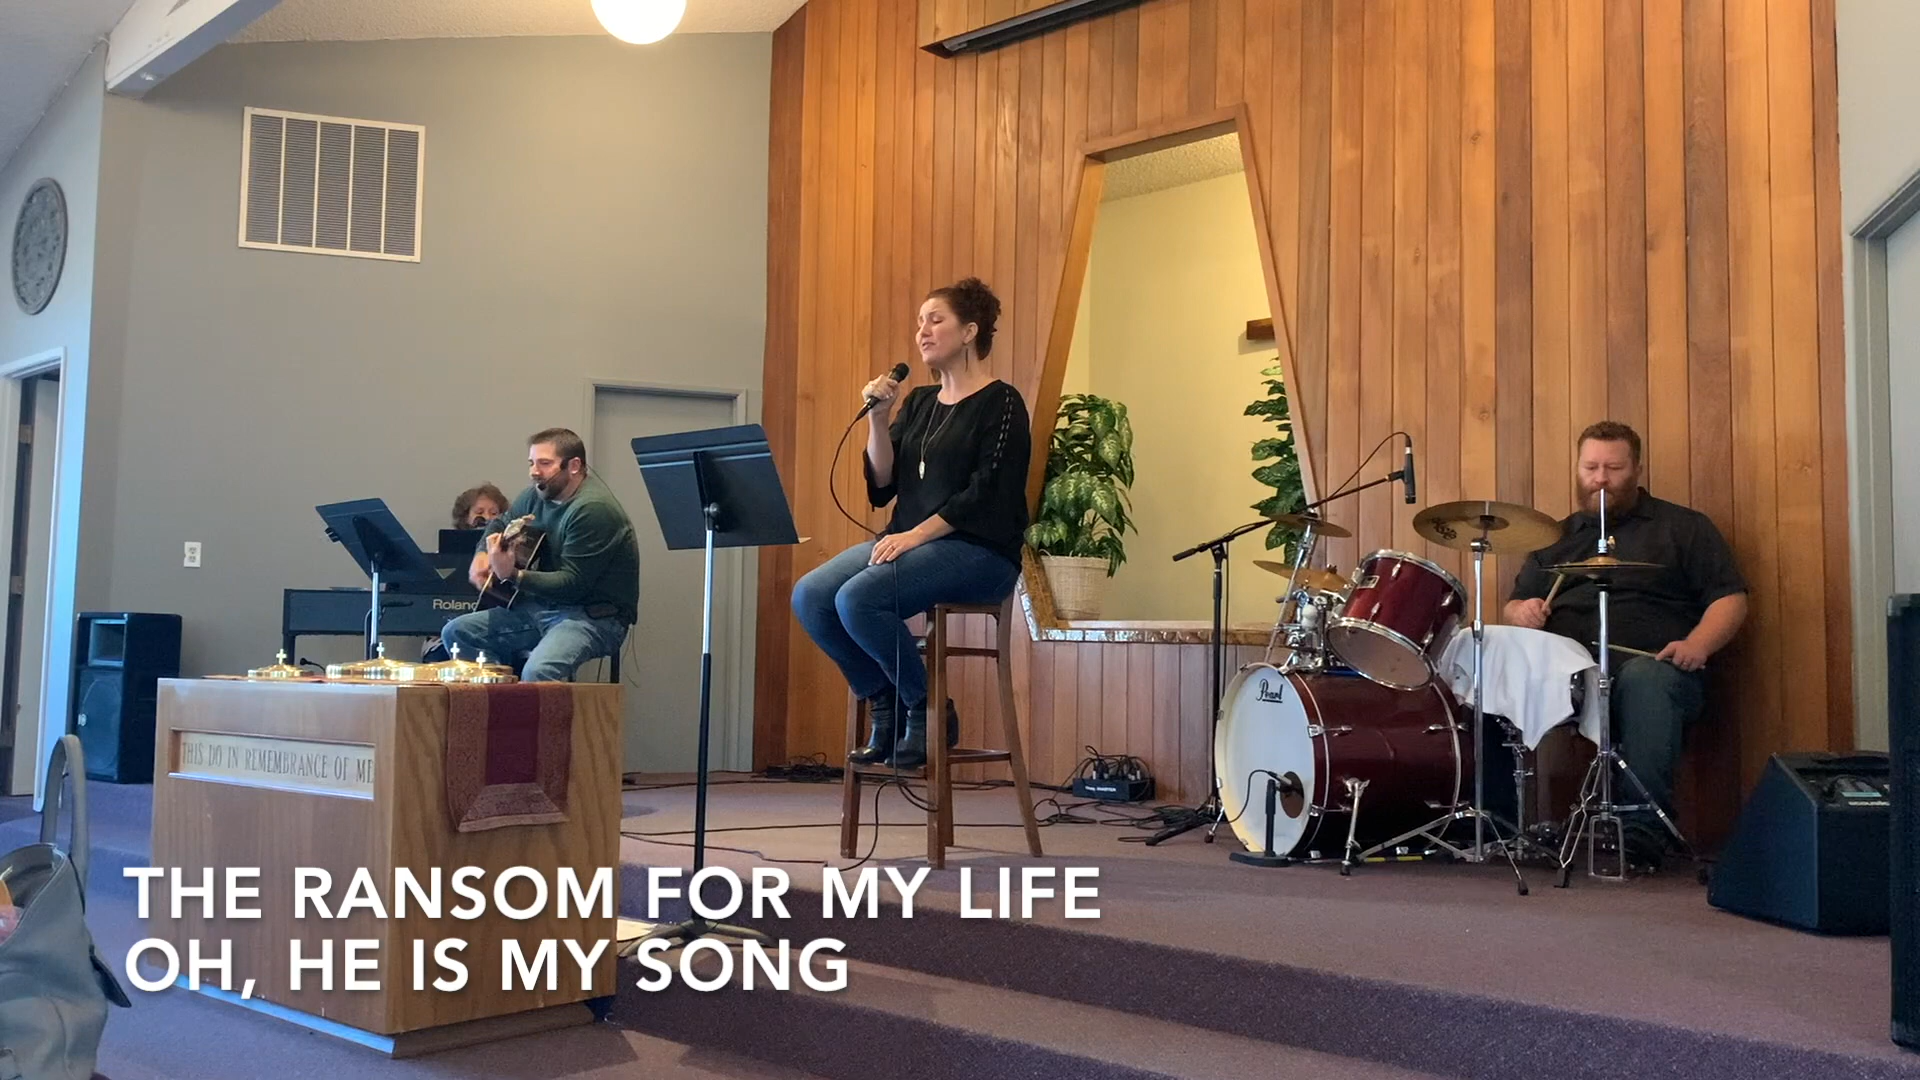 Roland
Pearl
THIS DO IN REMEMBRANCE OF ME
THE RANSOM FOR MY LIFE
OH, HE IS MY SONG